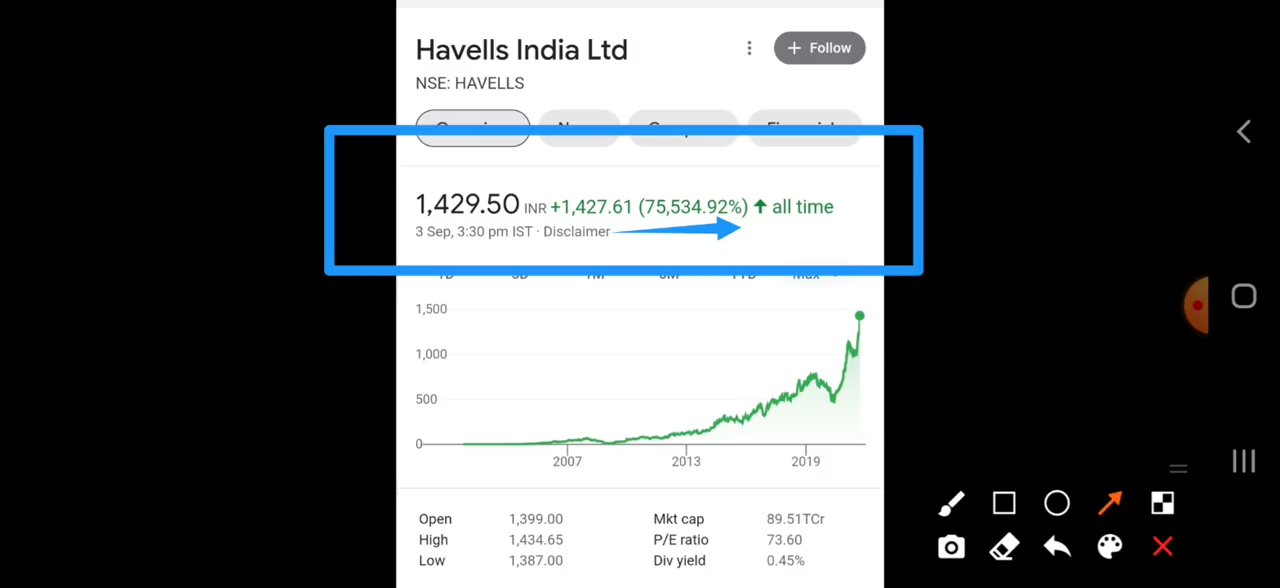 Havells India Ltd
+ Follow
NSE: HAVELLS
1,429.50 INR +1,427.61 (75,534.92%) ↑ all time
3 Sep, 3:30 pm IST · Disclaimer
1,500
1,000
500
0
2007 2013 2019
Open 1,399.00 Mkt cap 89.51TCr
High 1,434.65 P/E ratio 73.60
Low 1,387.00 Div yield 0.45%